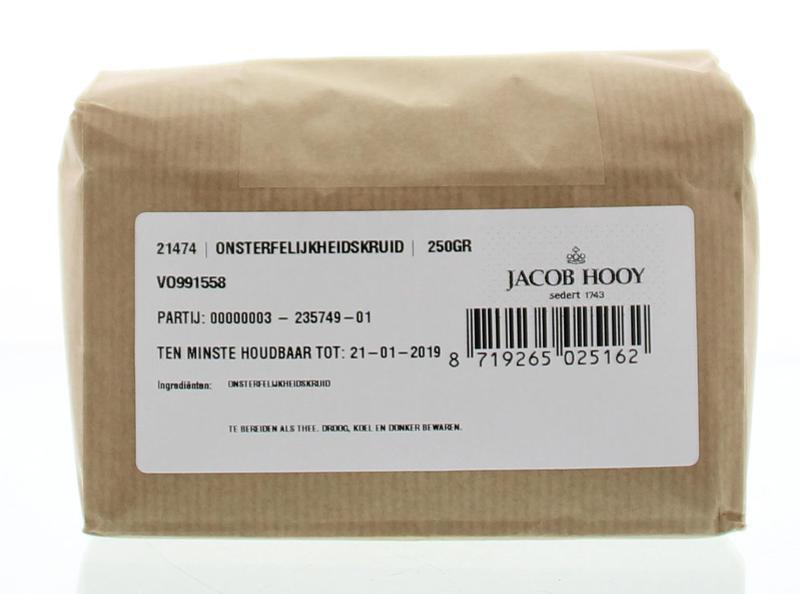 21474 | ONSTERFELIJKHEIDSKRUID | 250GR
VO991558
JACOB HOOY
sedert 1743
PARTIJ: 00000003 - 235749-01
TEN MINSTE HOUDBAAR TOT: 21-01-2019
8 719265 025162
Ingrediënten: ONSTERFELIJKHEIDSKRUID
TE BEREIDEN ALS THEE. DROOG, KOEL EN DONKER BEWAREN.